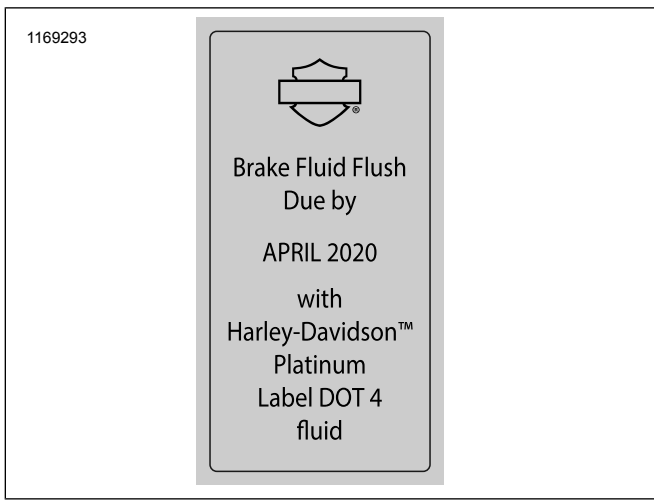 1169293
®
Brake Fluid Flush
Due by
APRIL 2020
with
Harley-Davidson™
Platinum
Label DOT 4
fluid